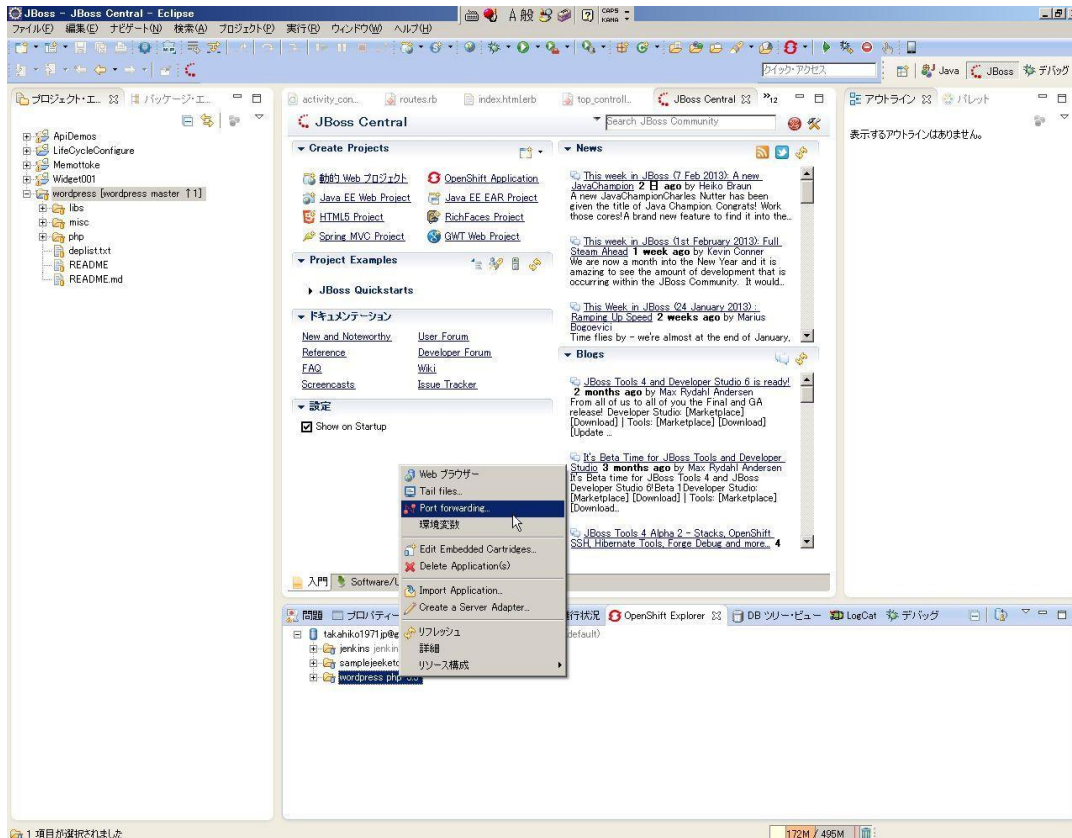 JBoss - JBoss Central - Eclipse
A 般
CAPS
KANA
ファイル(F) 編集(E) ナビゲート(N) 検索(A) プロジェクト(P) 実行(R) ウィンドウ(W) ヘルプ(H)
クイック・アクセス
Java
JBoss
デバッグ
プロジェクト・エ...
パッケージ・エ...
ApiDemos
LifeCycleConfigure
Memottoke
Widget001
wordpress [wordpress master ↑1]
libs
misc
php
deplist.txt
README
README.md
activity_con...
routes.rb
index.html.erb
top_controll...
JBoss Central
»12
JBoss Central
Search JBoss Community
Create Projects
動的 Web プロジェクト
OpenShift Application
Java EE Web Project
Java EE EAR Project
HTML5 Project
RichFaces Project
Spring MVC Project
GWT Web Project
Project Examples
JBoss Quickstarts
ドキュメンテーション
New and Noteworthy
User Forum
Reference
Developer Forum
FAQ
Wiki
Screencasts
Issue Tracker
設定
Show on Startup
News
This week in JBoss (7 Feb 2013): A new
JavaChampion 2 日 ago by Heiko Braun
A new JavaChampionCharles Nutter has been
given the title of Java Champion. Congrats! Work
those cores!A brand new feature to find it into the...
This week in JBoss (1st February 2013): Full
Steam Ahead 1 week ago by Kevin Conner
We are now a month into the New Year and it is
amazing to see the amount of development that is
occurring within the JBoss Community. It would...
This Week in JBoss (24 January 2013) :
Ramping Up Speed 2 weeks ago by Marius
Bogoevici
Time flies by - we're almost at the end of January,
Blogs
JBoss Tools 4 and Developer Studio 6 is ready!
2 months ago by Max Rydahl Andersen
From all of us to all of you the Final and GA
release! Developer Studio: [Marketplace]
[Download] | Tools: [Marketplace] [Download]
[Update ...
It's Beta Time for JBoss Tools and Developer
Studio 3 months ago by Max Rydahl Andersen
It's Beta time for JBoss Tools 4 and JBoss
Developer Studio 6!Beta 1Developer Studio:
[Marketplace] [Download] | Tools: [Marketplace]
[Download...
JBoss Tools 4 Alpha 2 - Stacks, OpenShift
SSH, Hibernate Tools, Forge Debug and more... 4
アウトライン
パレット
表示するアウトラインはありません。
Web ブラウザー
Tail files...
Port forwarding...
環境変数
Edit Embedded Cartridges...
Delete Application(s)
Import Application...
Create a Server Adapter...
リフレッシュ
詳細
リソース構成
入門
Software/U
問題
プロパティー
行状況
OpenShift Explorer
DB ツリー・ビュー
LogCat
デバッグ
takahiko1971jp@g
default)
jenkins jenkin
samplejeeketo
wordpress php
1 項目が選択されました
172M / 495M